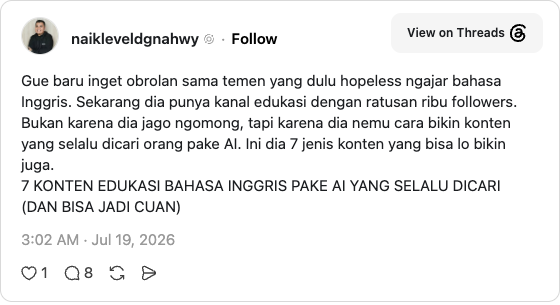 naikleveldgnahwy · Follow
View on Threads
Gue baru inget obrolan sama temen yang dulu hopeless ngajar bahasa
Inggris. Sekarang dia punya kanal edukasi dengan ratusan ribu followers.
Bukan karena dia jago ngomong, tapi karena dia nemu cara bikin konten
yang selalu dicari orang pake AI. Ini dia 7 jenis konten yang bisa lo bikin
juga.
7 KONTEN EDUKASI BAHASA INGGRIS PAKE AI YANG SELALU DICARI
(DAN BISA JADI CUAN)
3:02 AM · Jul 19, 2026
1 8